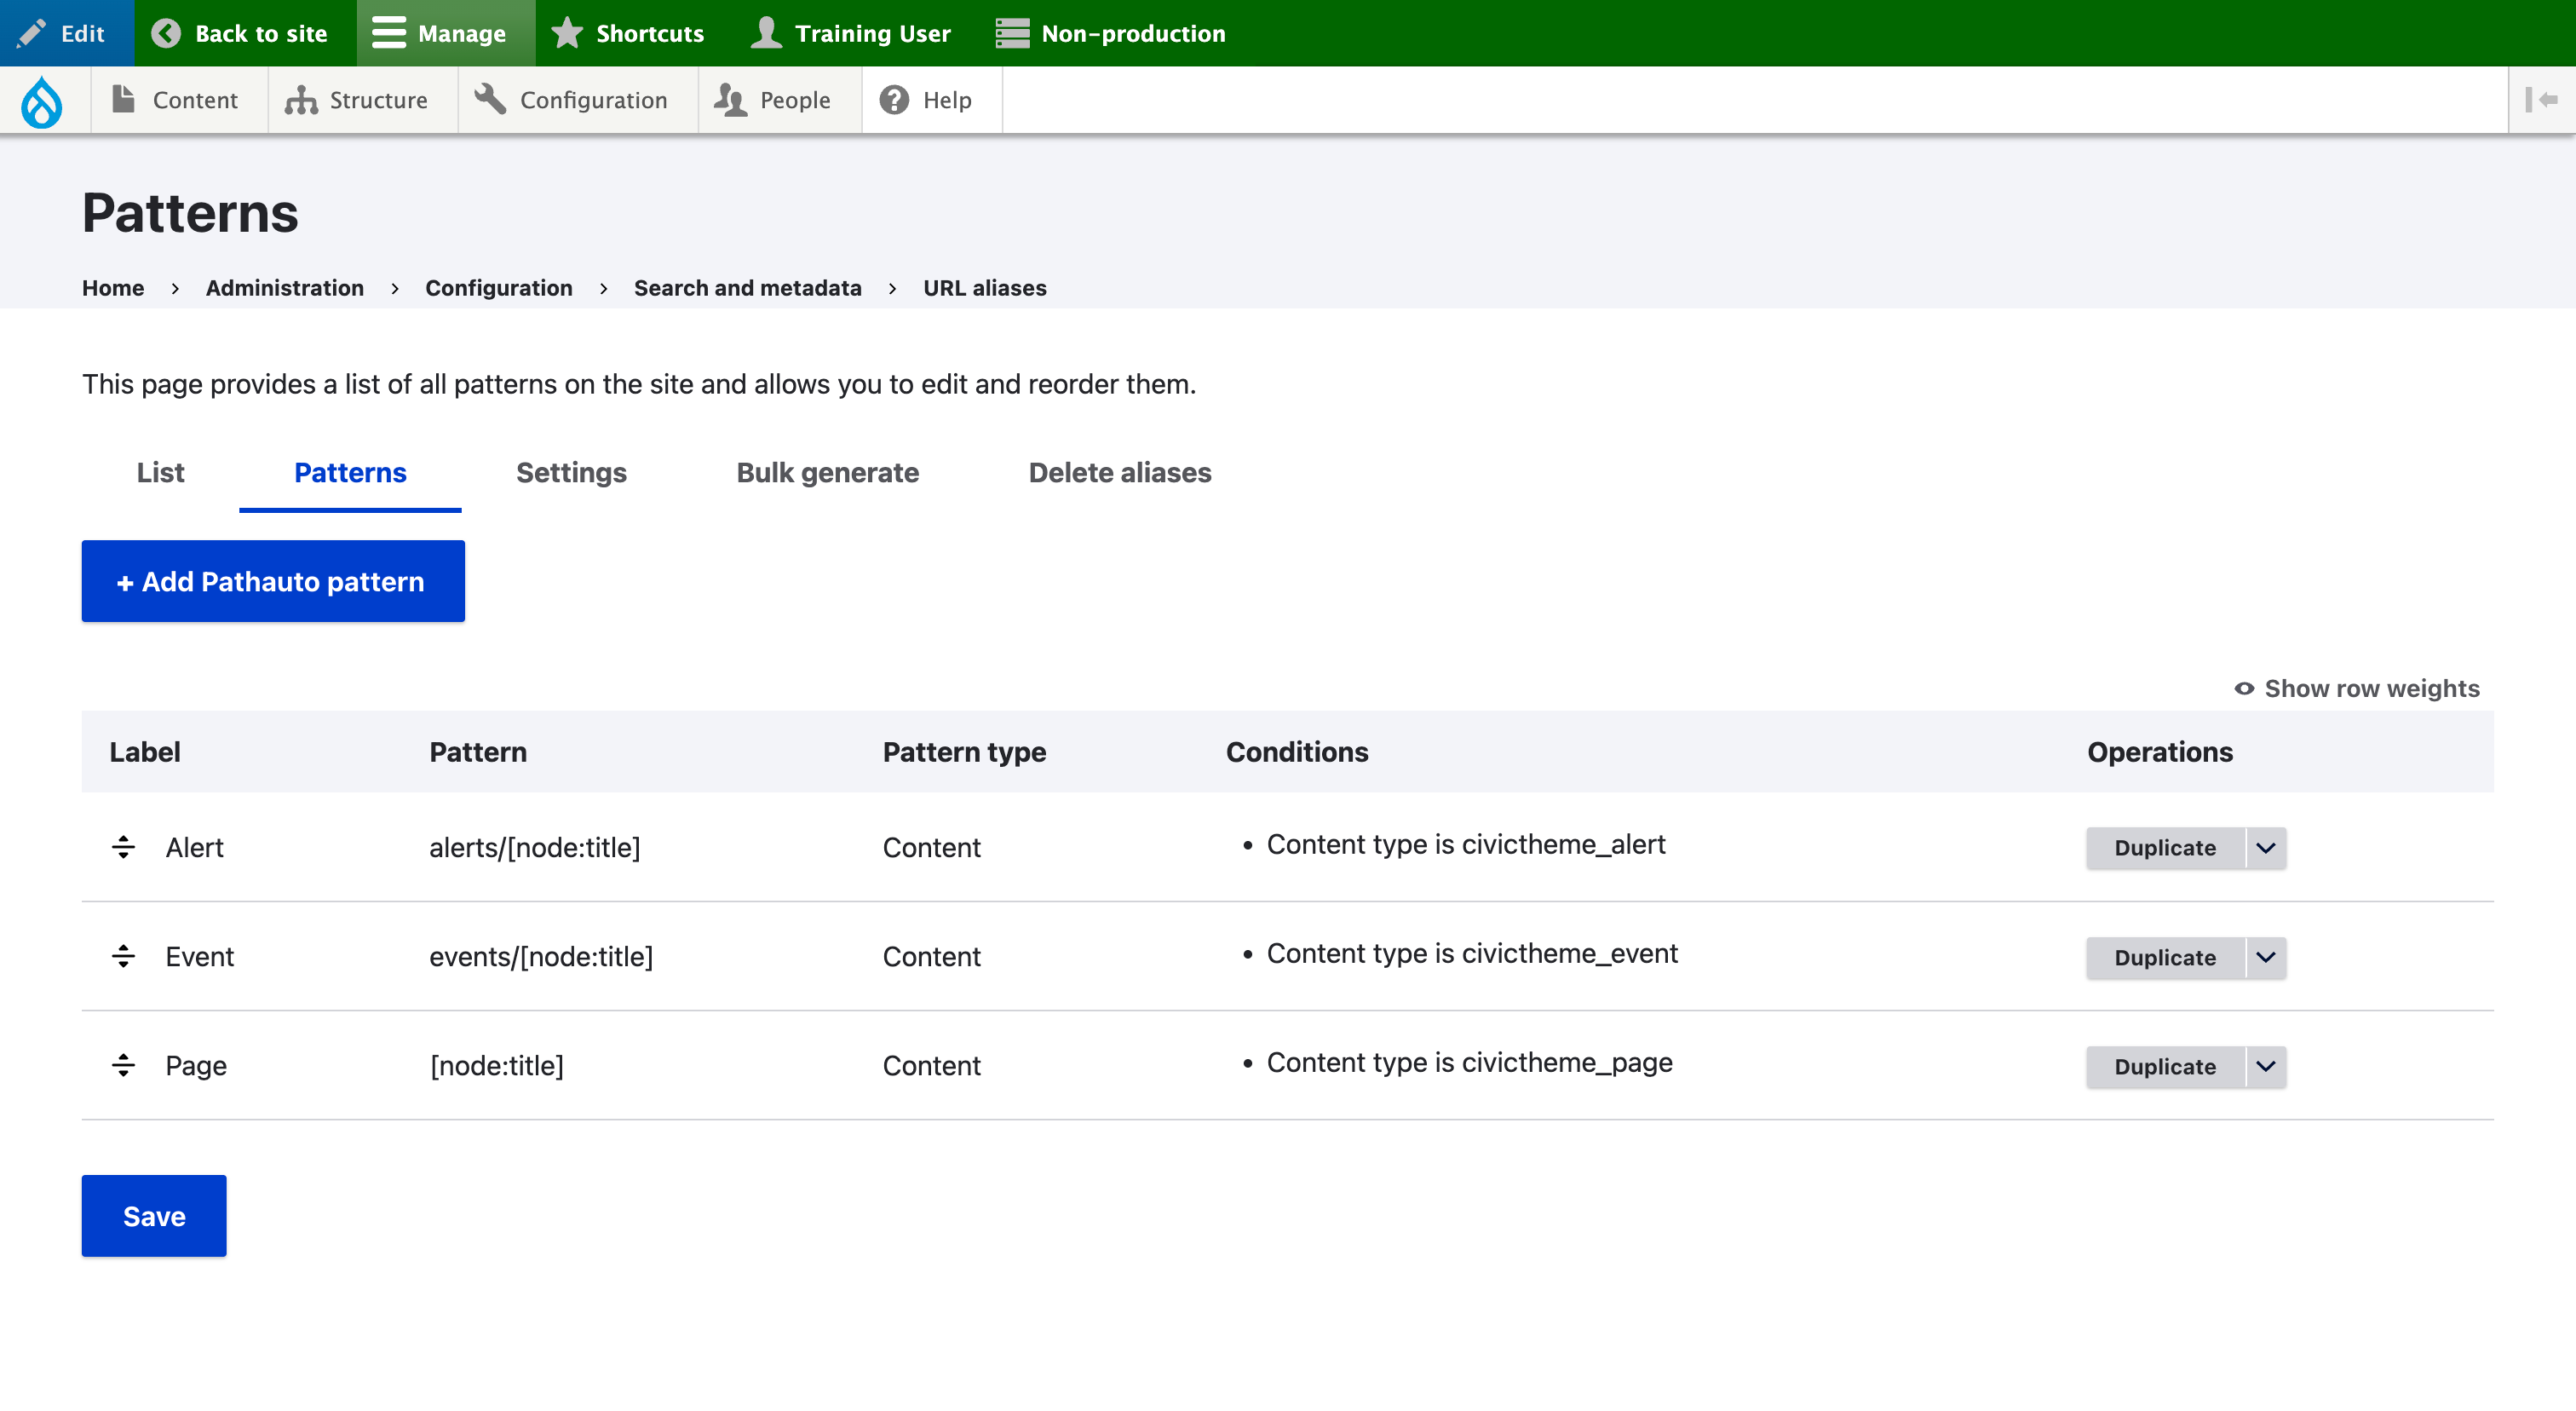 Edit Back to site Manage Shortcuts Training User Non-production
Content Structure Configuration People Help
Patterns
Home > Administration > Configuration > Search and metadata > URL aliases
This page provides a list of all patterns on the site and allows you to edit and reorder them.
List Patterns Settings Bulk generate Delete aliases
+ Add Pathauto pattern
Show row weights
Label Pattern Pattern type Conditions Operations
Alert alerts/[node:title] Content • Content type is civictheme_alert Duplicate
Event events/[node:title] Content • Content type is civictheme_event Duplicate
Page [node:title] Content • Content type is civictheme_page Duplicate
Save